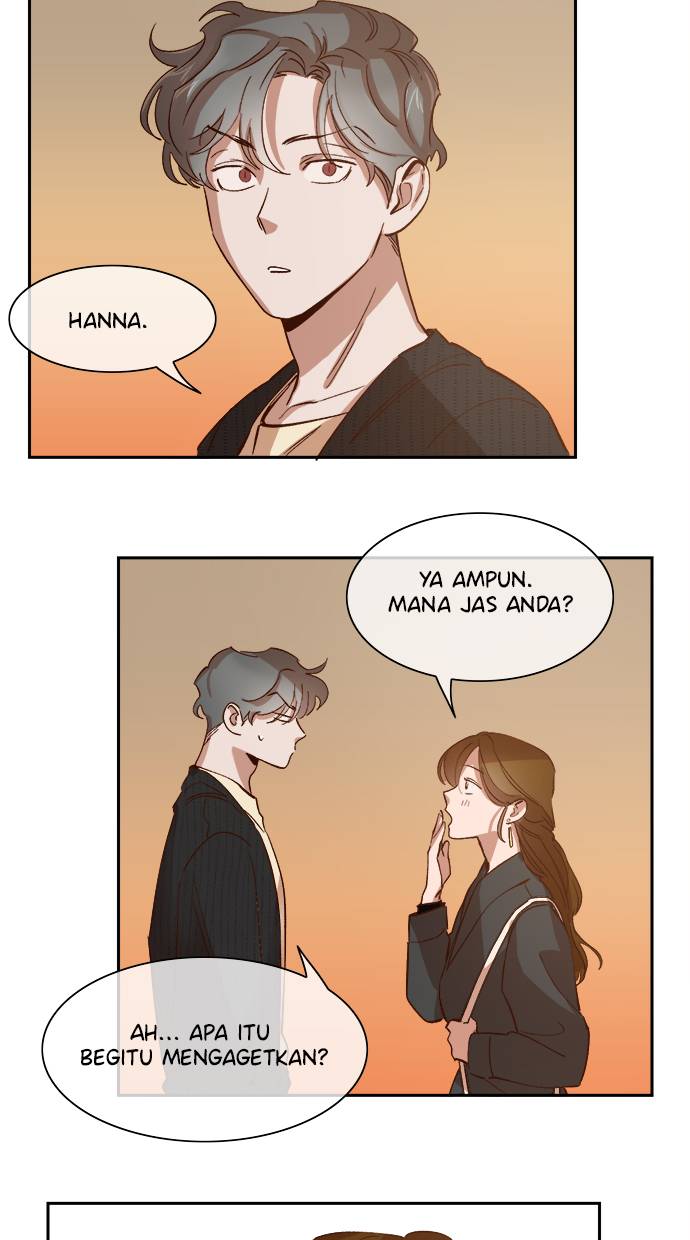 HANNA.
YA AMPUN.
MANA JAS ANDA?
AH... APA ITU
BEGITU MENGAGETKAN?